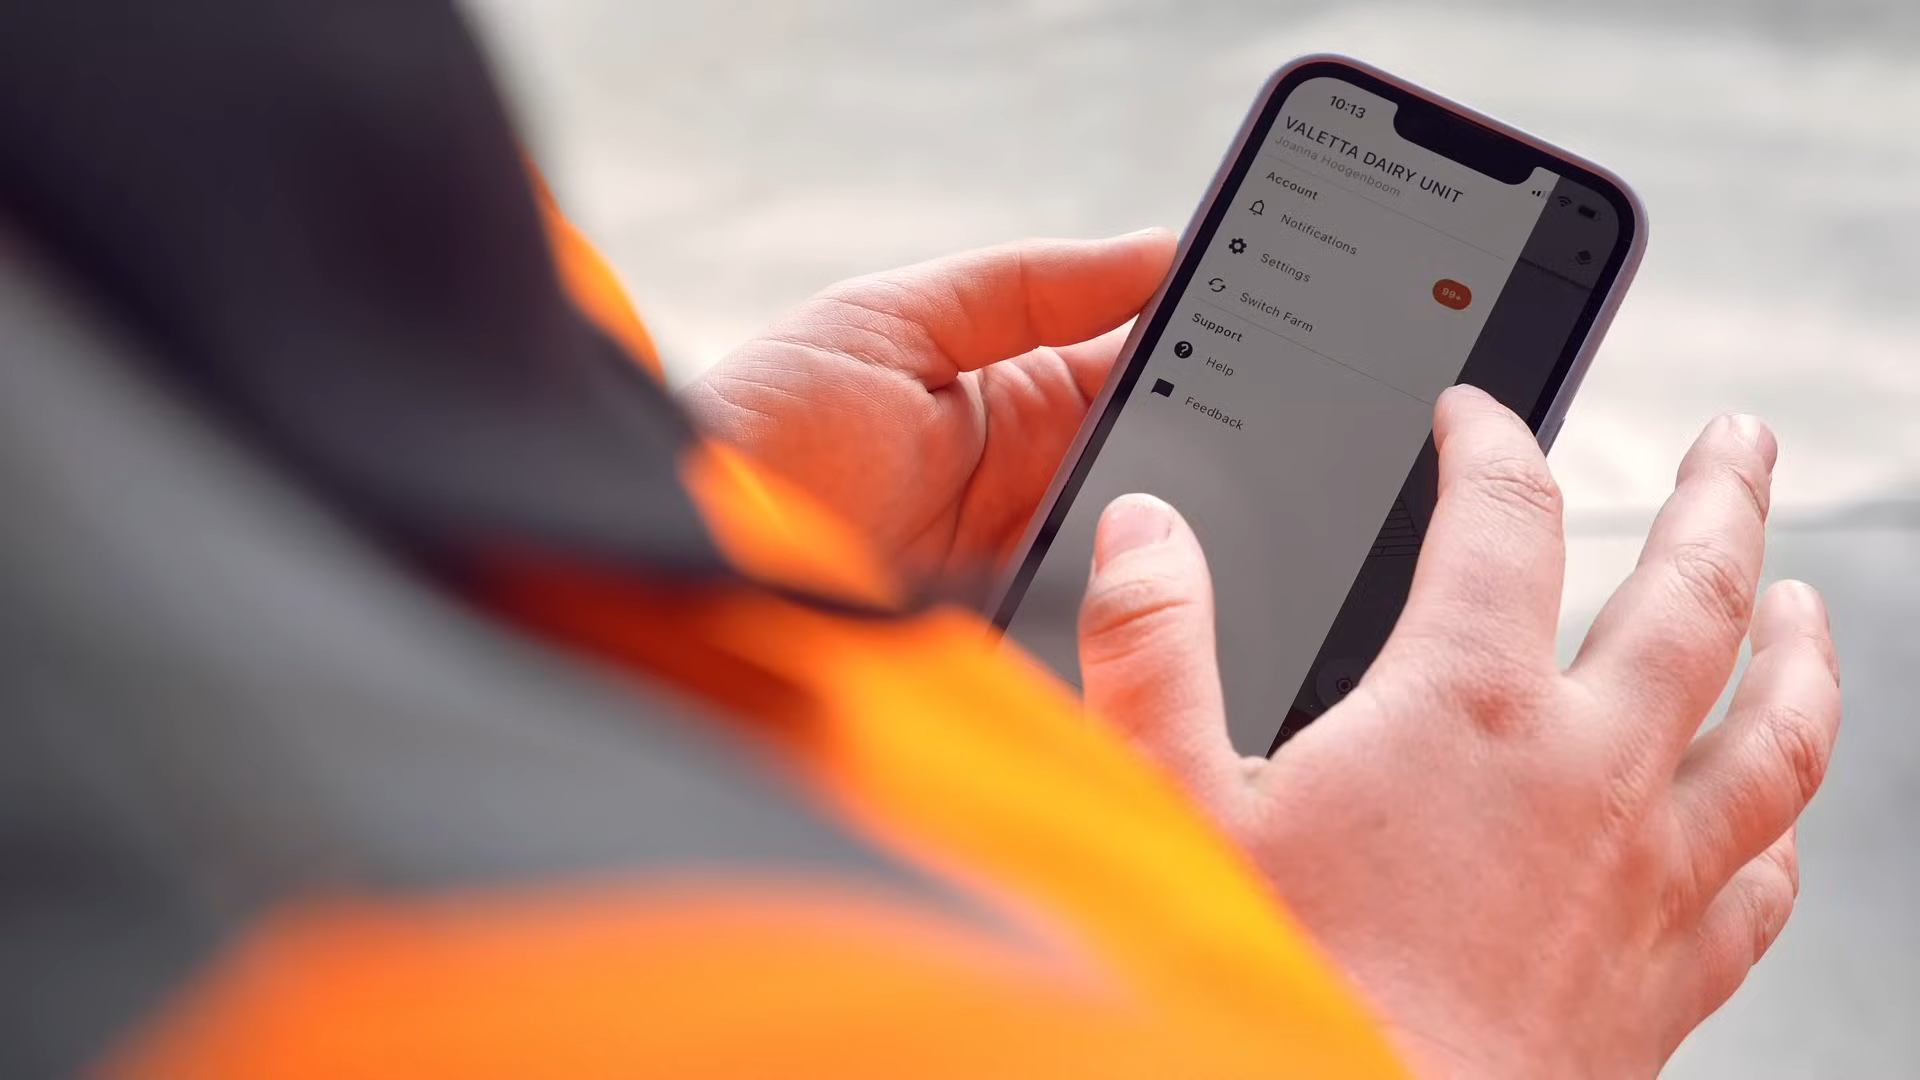 10:13
VALETTA DAIRY UNIT
Joanna Hoogenboom
Account
Notifications
99+
Settings
Switch Farm
Support
Help
Feedback